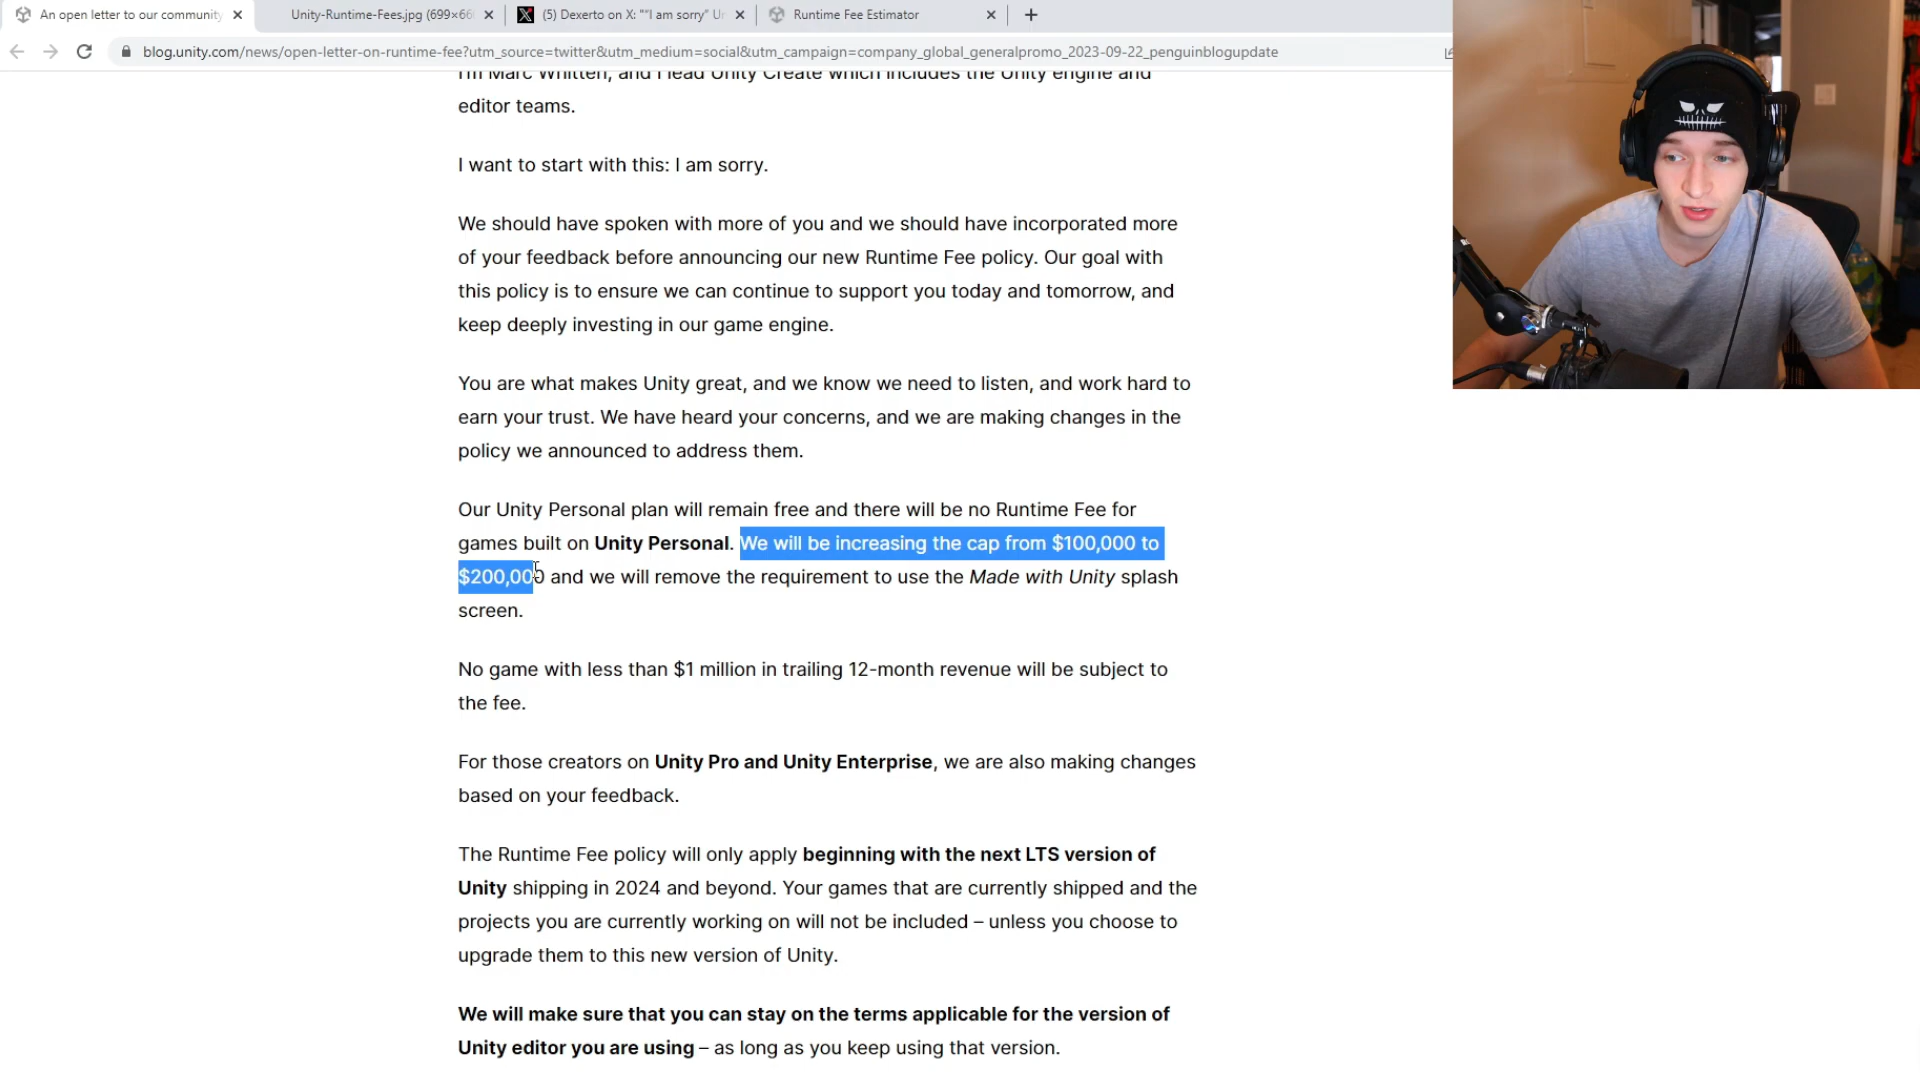 An open letter to our community
Unity-Runtime-Fees.jpg (699×66
(5) Dexerto on X: "“I am sorry” Ur
Runtime Fee Estimator
blog.unity.com/news/open-letter-on-runtime-fee?utm_source=twitter&utm_medium=social&utm_campaign=company_global_generalpromo_2023-09-22_penguinblogupdate
I'm Marc Whitten, and I lead Unity Create which includes the Unity engine and
editor teams.
I want to start with this: I am sorry.
We should have spoken with more of you and we should have incorporated more
of your feedback before announcing our new Runtime Fee policy. Our goal with
this policy is to ensure we can continue to support you today and tomorrow, and
keep deeply investing in our game engine.
You are what makes Unity great, and we know we need to listen, and work hard to
earn your trust. We have heard your concerns, and we are making changes in the
policy we announced to address them.
Our Unity Personal plan will remain free and there will be no Runtime Fee for
games built on Unity Personal. We will be increasing the cap from $100,000 to
$200,000 and we will remove the requirement to use the Made with Unity splash
screen.
No game with less than $1 million in trailing 12-month revenue will be subject to
the fee.
For those creators on Unity Pro and Unity Enterprise, we are also making changes
based on your feedback.
The Runtime Fee policy will only apply beginning with the next LTS version of
Unity shipping in 2024 and beyond. Your games that are currently shipped and the
projects you are currently working on will not be included – unless you choose to
upgrade them to this new version of Unity.
We will make sure that you can stay on the terms applicable for the version of
Unity editor you are using – as long as you keep using that version.